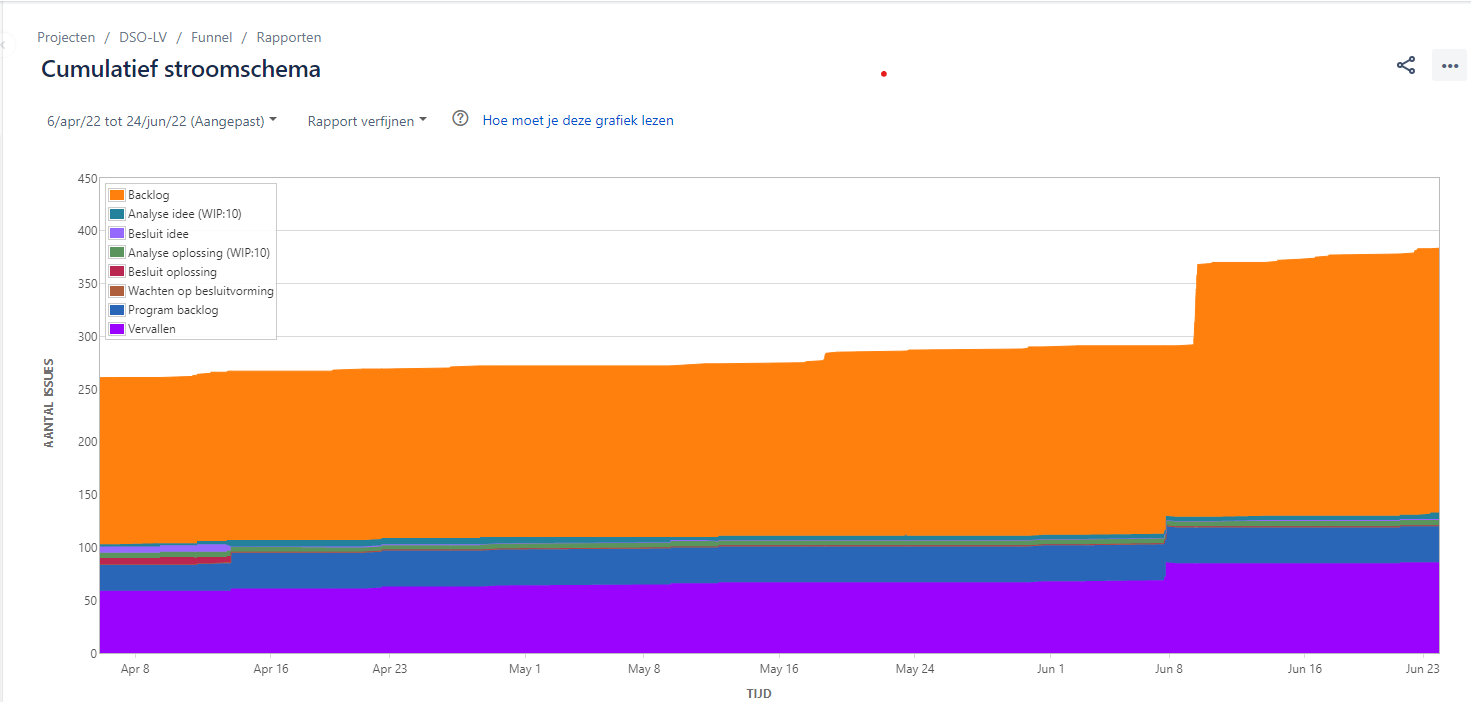 Projecten / DSO-LV / Funnel / Rapporten
Cumulatief stroomschema
6/apr/22 tot 24/jun/22 (Aangepast) Rapport verfijnen ? Hoe moet je deze grafiek lezen
450
400
350
300
250
200
150
100
50
0
AANTAL ISSUES
Backlog
Analyse idee (WIP:10)
Besluit idee
Analyse oplossing (WIP:10)
Besluit oplossing
Wachten op besluitvorming
Program backlog
Vervallen
Apr 8 Apr 16 Apr 23 May 1 May 8 May 16 May 24 Jun 1 Jun 8 Jun 16 Jun 23
TIJD